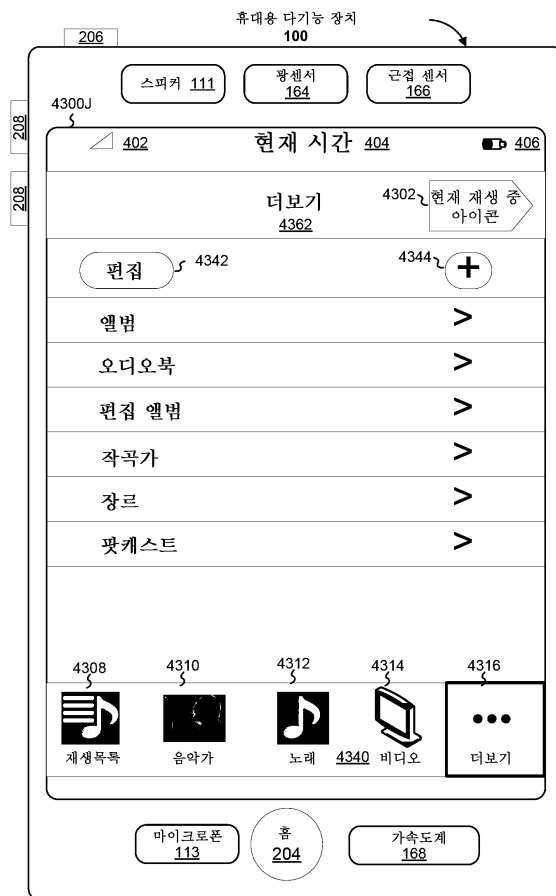 휴대용 다기능 장치
100
206
스피커 111
광센서
164
근접 센서
166
4300J
208
208
402
현재 시간 404
406
더보기
4362
4302
현재 재생 중
아이콘
편집
4342
4344
+
앨범 >
오디오북 >
편집 앨범 >
작곡가 >
장르 >
팟캐스트 >
4308
4310
4312
4314
4316
재생목록
음악가
노래
4340
비디오
더보기
마이크로폰
113
홈
204
가속도계
168